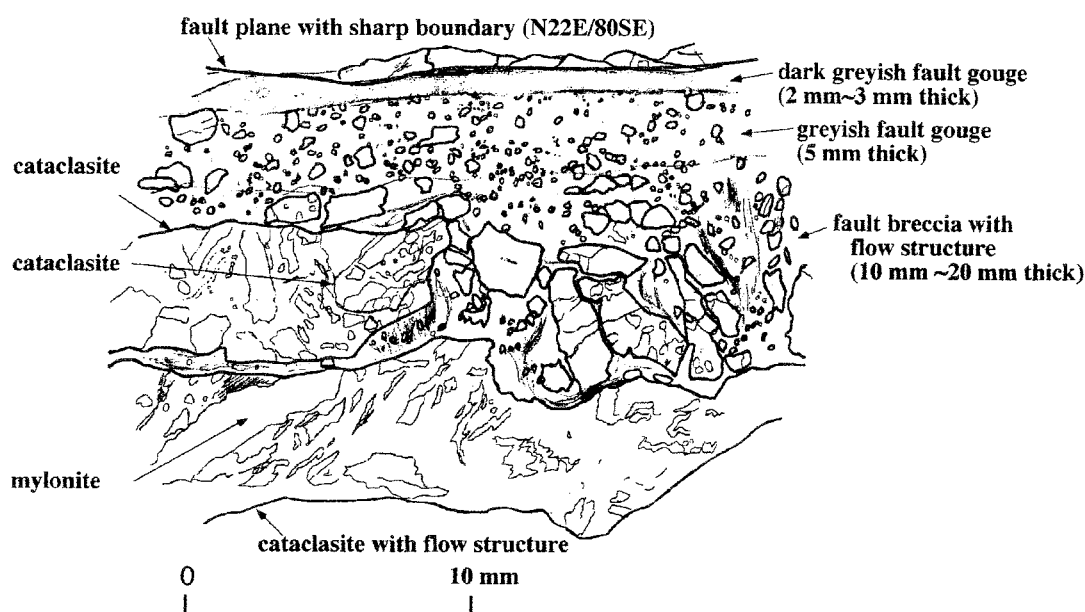 fault plane with sharp boundary (N22E/80SE)
dark greyish fault gouge
(2 mm~3 mm thick)
greyish fault gouge
(5 mm thick)
cataclasite
fault breccia with
flow structure
(10 mm ~20 mm thick)
cataclasite
mylonite
cataclasite with flow structure
0
10 mm